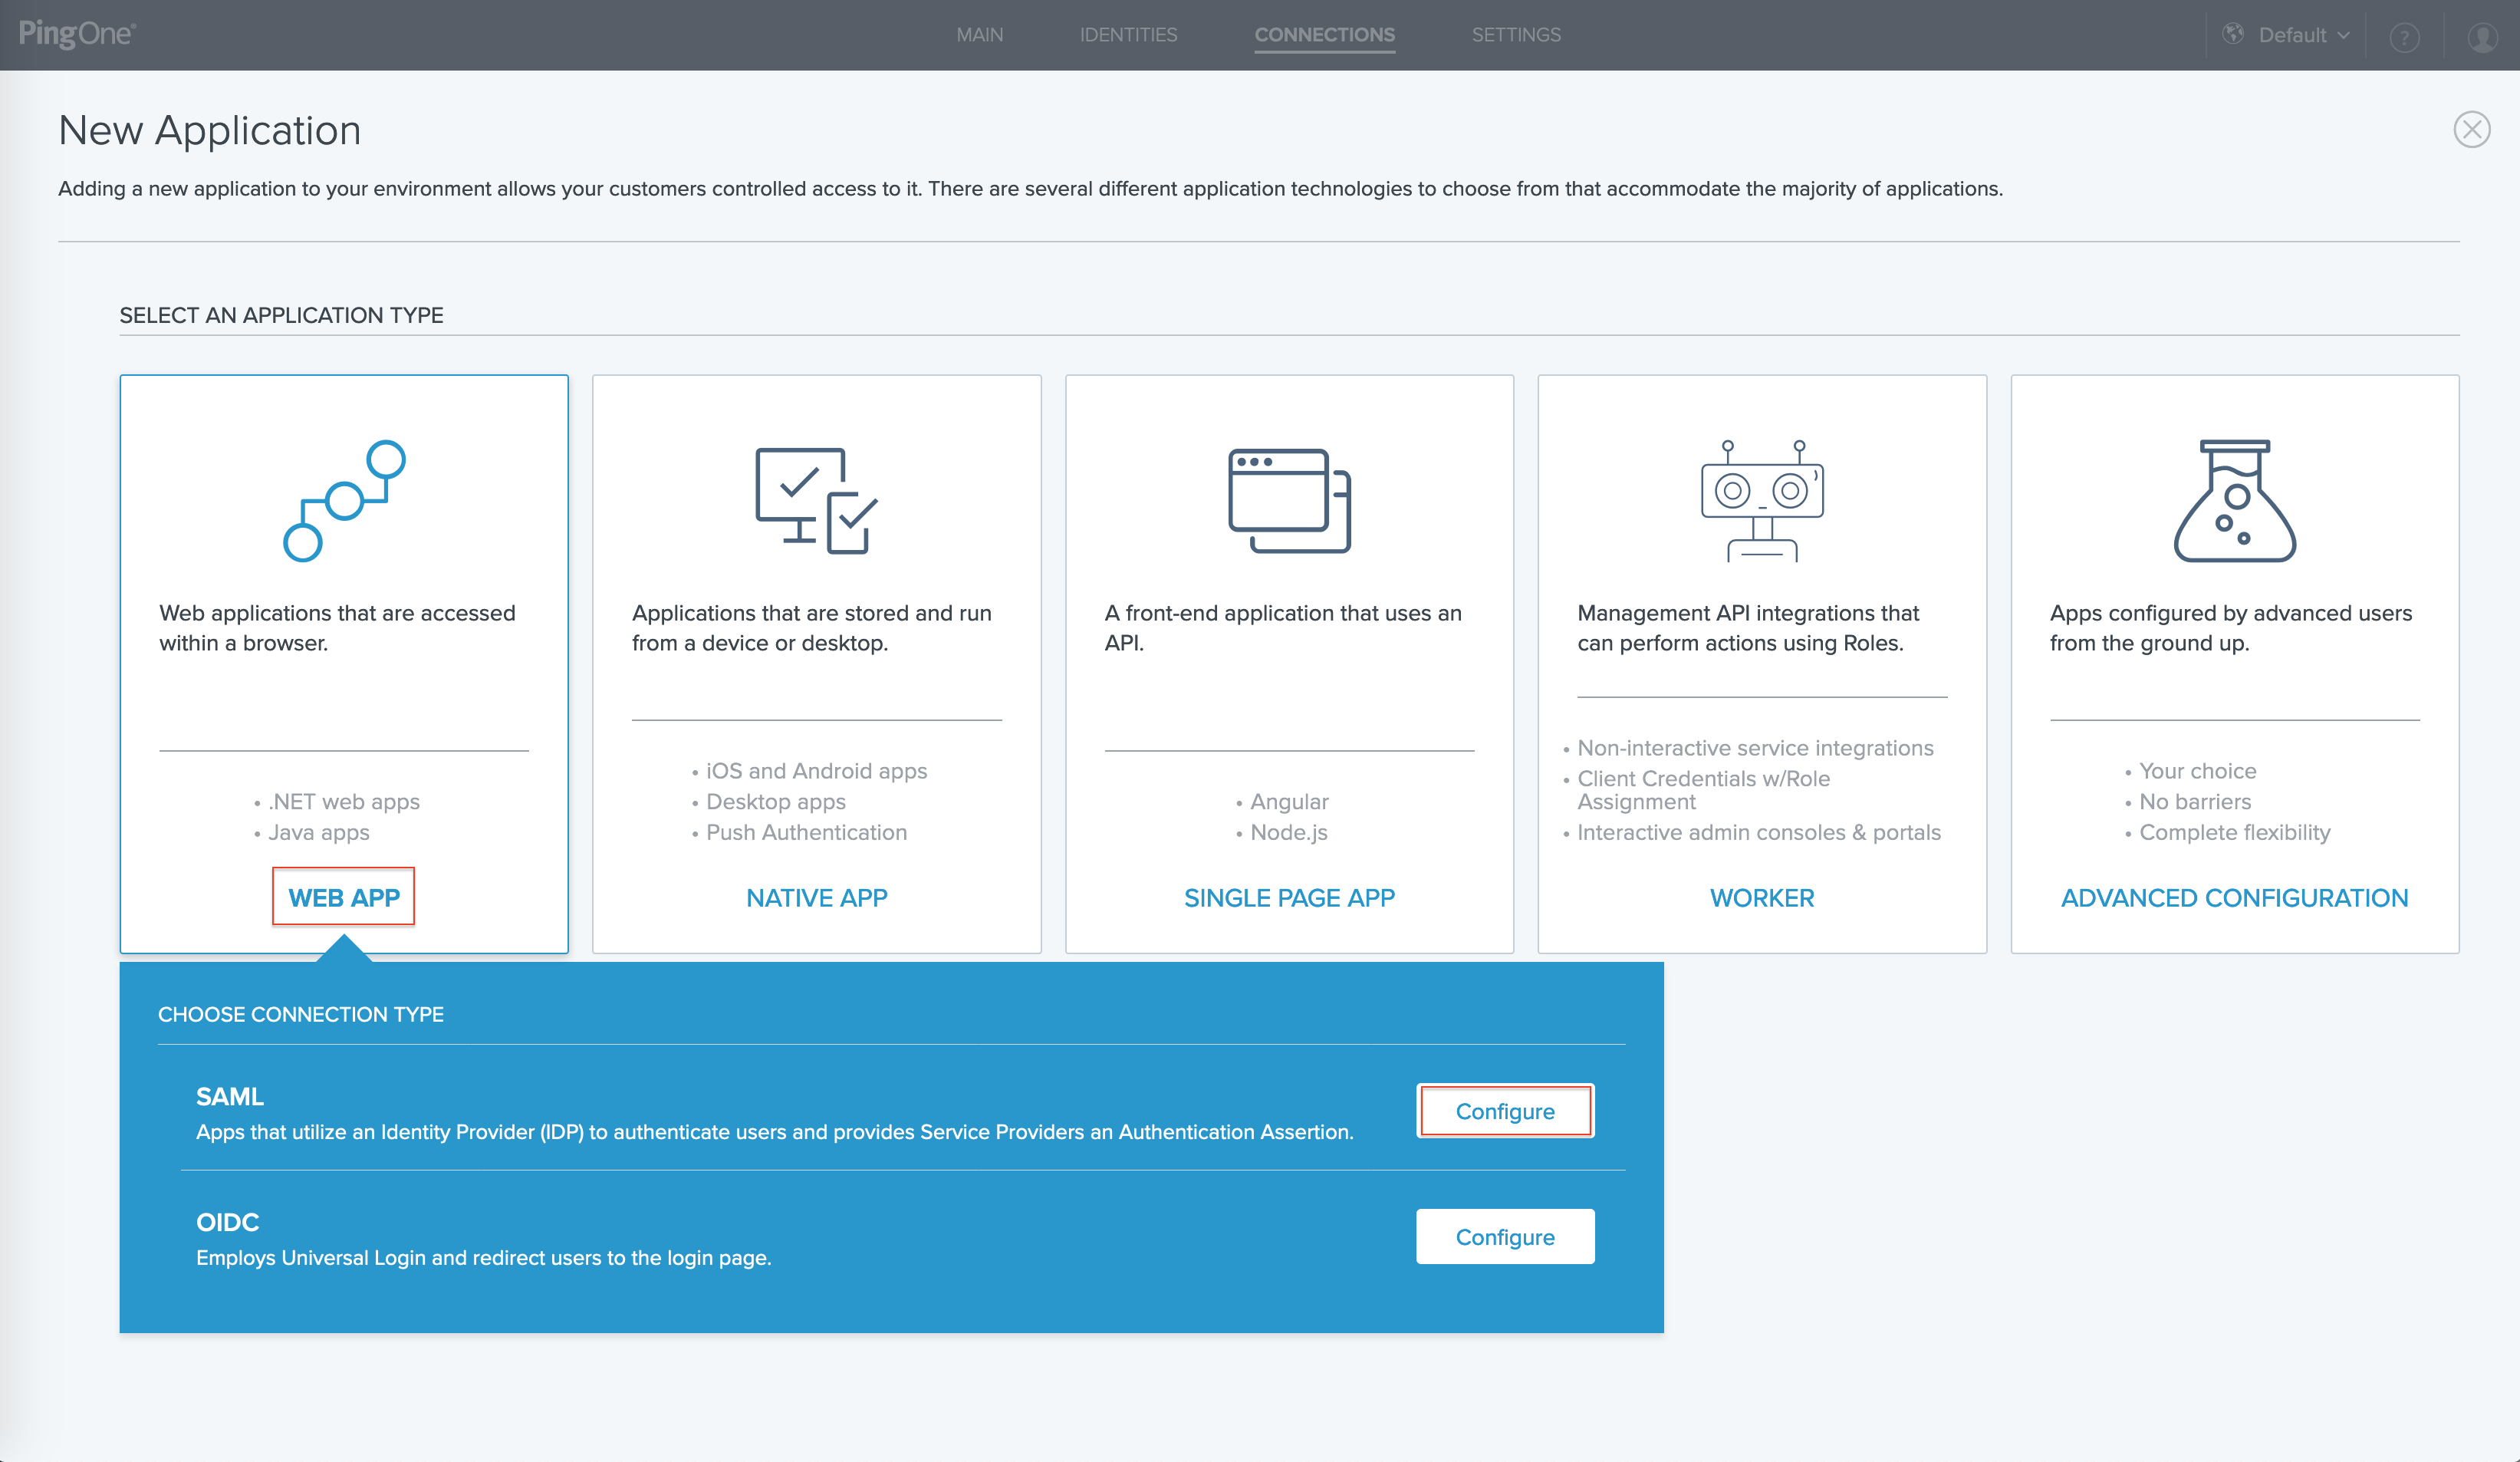 PingOne®
MAIN
IDENTITIES
CONNECTIONS
SETTINGS
Default
?
New Application
Adding a new application to your environment allows your customers controlled access to it. There are several different application technologies to choose from that accommodate the majority of applications.
SELECT AN APPLICATION TYPE
Web applications that are accessed
within a browser.
• .NET web apps
• Java apps
WEB APP
Applications that are stored and run
from a device or desktop.
• iOS and Android apps
• Desktop apps
• Push Authentication
NATIVE APP
A front-end application that uses an
API.
• Angular
• Node.js
SINGLE PAGE APP
Management API integrations that
can perform actions using Roles.
• Non-interactive service integrations
• Client Credentials w/Role
Assignment
• Interactive admin consoles & portals
WORKER
Apps configured by advanced users
from the ground up.
• Your choice
• No barriers
• Complete flexibility
ADVANCED CONFIGURATION
CHOOSE CONNECTION TYPE
SAML
Apps that utilize an Identity Provider (IDP) to authenticate users and provides Service Providers an Authentication Assertion.
Configure
OIDC
Employs Universal Login and redirect users to the login page.
Configure